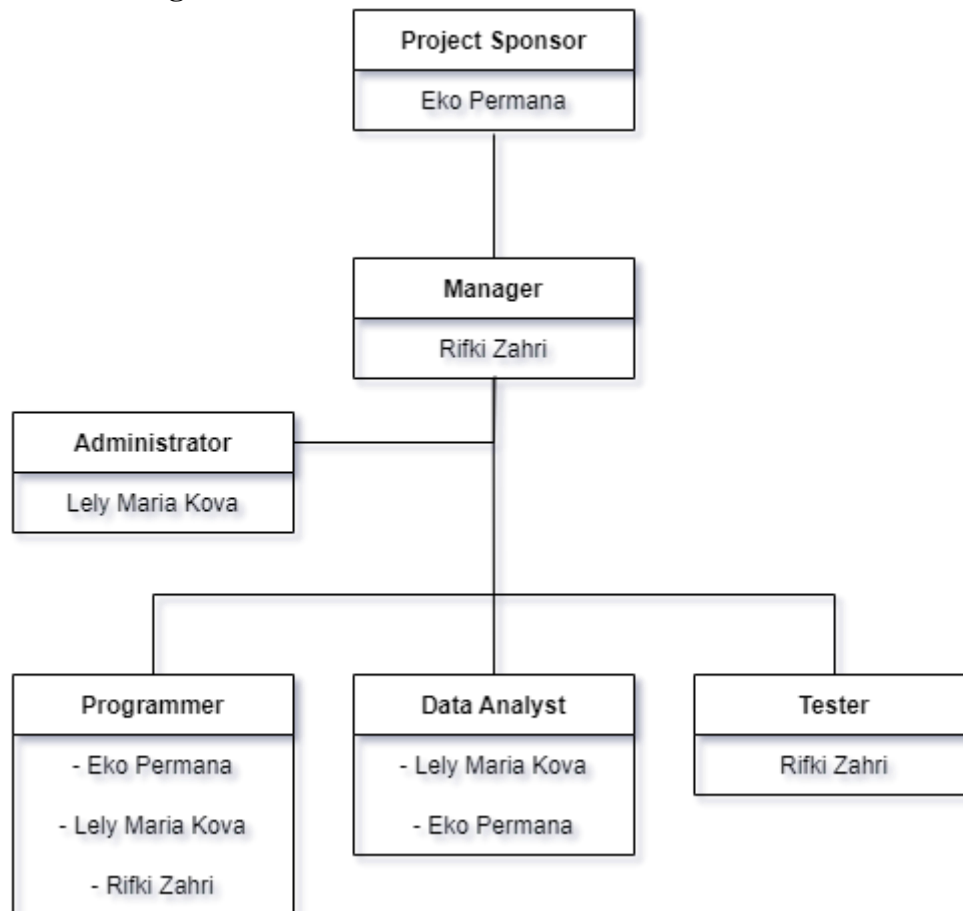 Project Sponsor
Eko Permana
Manager
Rifki Zahri
Administrator
Lely Maria Kova
Programmer
- Eko Permana
- Lely Maria Kova
- Rifki Zahri
Data Analyst
- Lely Maria Kova
- Eko Permana
Tester
Rifki Zahri